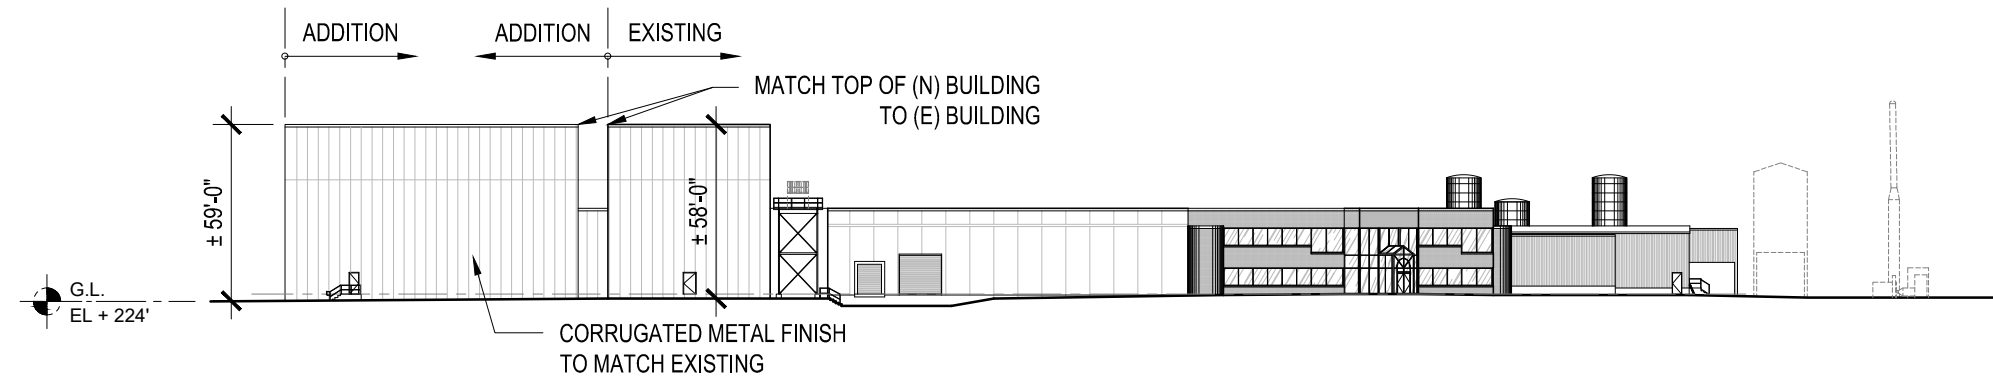 ADDITION
ADDITION
EXISTING
MATCH TOP OF (N) BUILDING
TO (E) BUILDING
± 59'-0"
± 58'-0"
G.L.
EL + 224'
CORRUGATED METAL FINISH
TO MATCH EXISTING